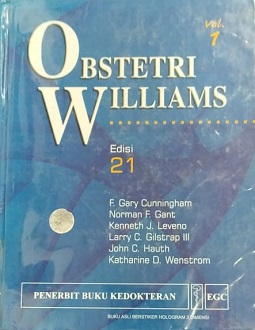 Vol.
1
OBSTETRI
WILLIAMS
Edisi
21
F. Gary Cunningham
Norman F. Gant
Kenneth J. Leveno
Larry C. Gilstrap III
John C. Hauth
Katharine D. Wenstrom
PENERBIT BUKU KEDOKTERAN EGC
BUKU ASLI BERSTIKER HOLOGRAM 3 DIMENSI